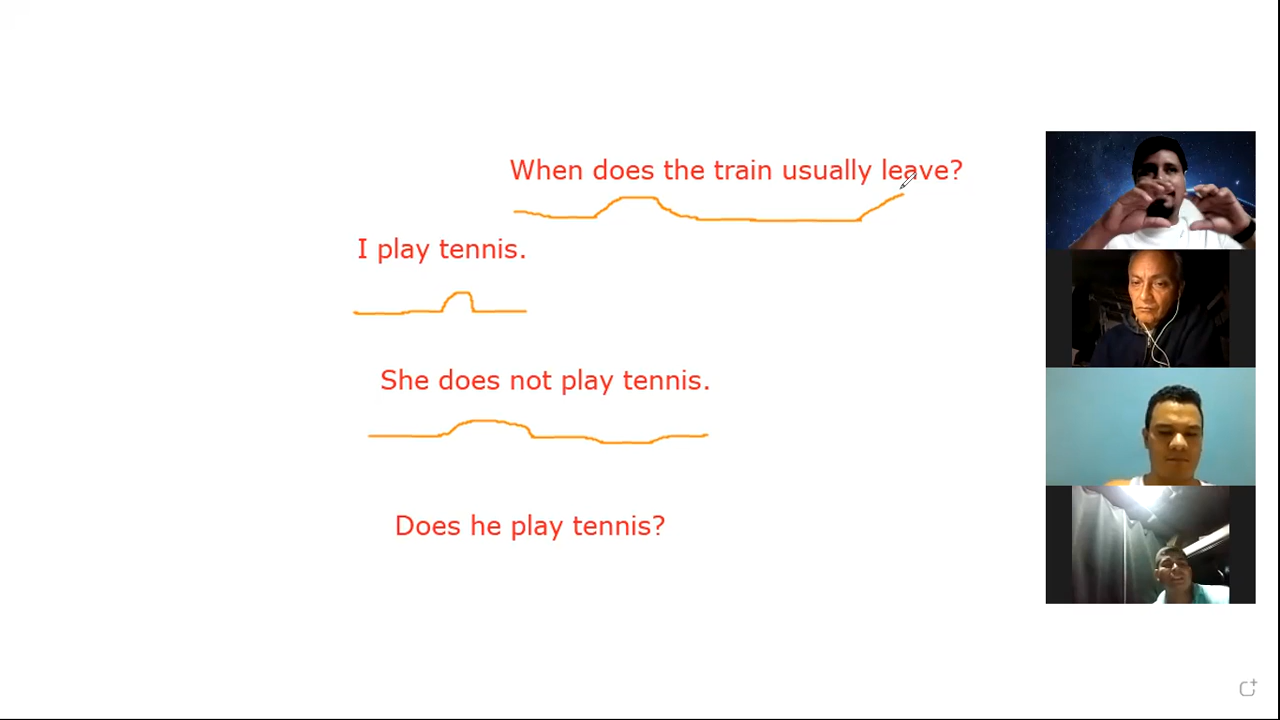 When does the train usually leave?
I play tennis.
She does not play tennis.
Does he play tennis?